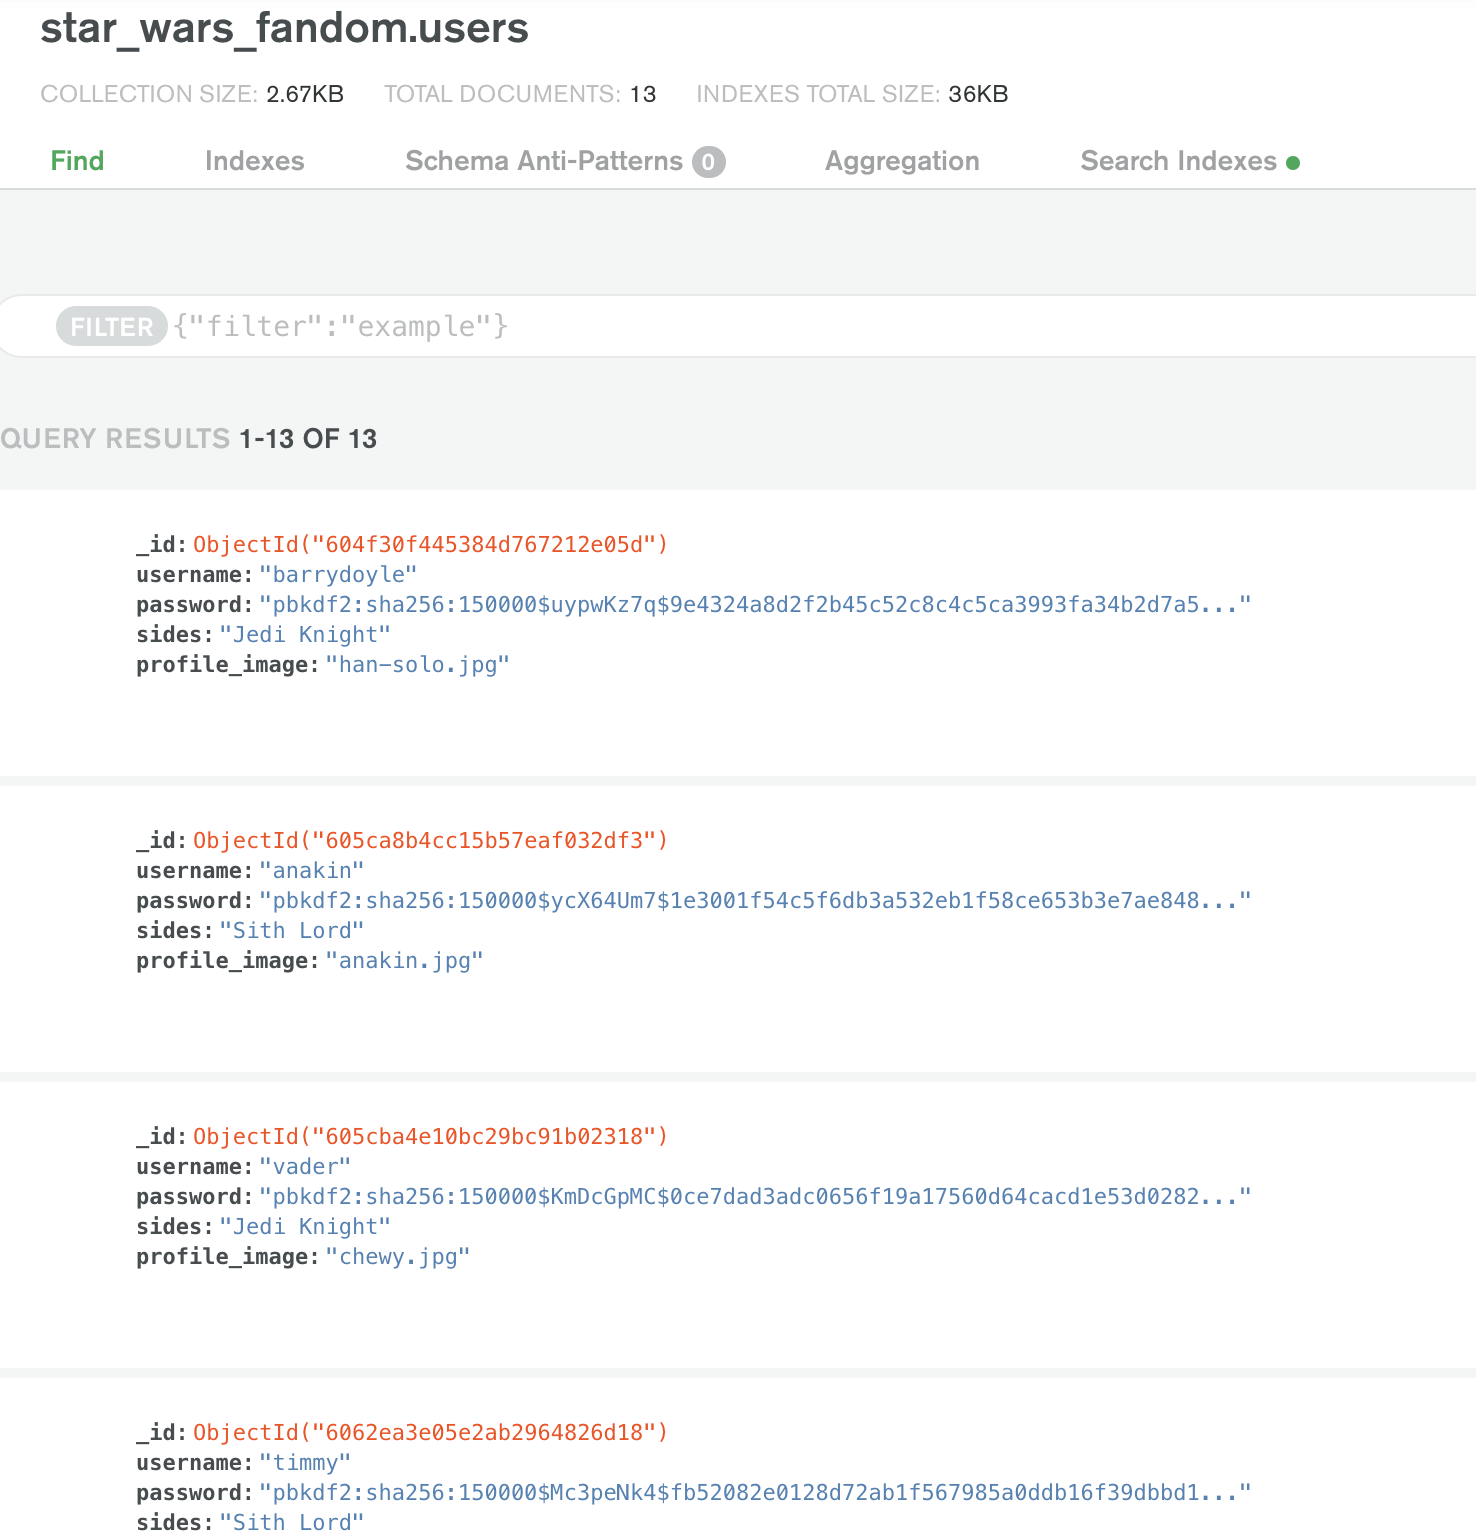 star_wars_fandom.users
COLLECTION SIZE: 2.67KB TOTAL DOCUMENTS: 13 INDEXES TOTAL SIZE: 36KB
Find Indexes Schema Anti-Patterns 0 Aggregation Search Indexes
FILTER {"filter":"example"}
QUERY RESULTS 1-13 OF 13
_id: ObjectId("604f30f445384d767212e05d")
username: "barrydoyle"
password: "pbkdf2:sha256:150000$uypwKz7q$9e4324a8d2f2b45c52c8c4c5ca3993fa34b2d7a5..."
sides: "Jedi Knight"
profile_image: "han-solo.jpg"
_id: ObjectId("605ca8b4cc15b57eaf032df3")
username: "anakin"
password: "pbkdf2:sha256:150000$ycX64Um7$1e3001f54c5f6db3a532eb1f58ce653b3e7ae848..."
sides: "Sith Lord"
profile_image: "anakin.jpg"
_id: ObjectId("605cba4e10bc29bc91b02318")
username: "vader"
password: "pbkdf2:sha256:150000$KmDcGpMC$0ce7dad3adc0656f19a17560d64cacd1e53d0282..."
sides: "Jedi Knight"
profile_image: "chewy.jpg"
_id: ObjectId("6062ea3e05e2ab2964826d18")
username: "timmy"
password: "pbkdf2:sha256:150000$Mc3peNk4$fb52082e0128d72ab1f567985a0ddb16f39dbbd1..."
sides: "Sith Lord"